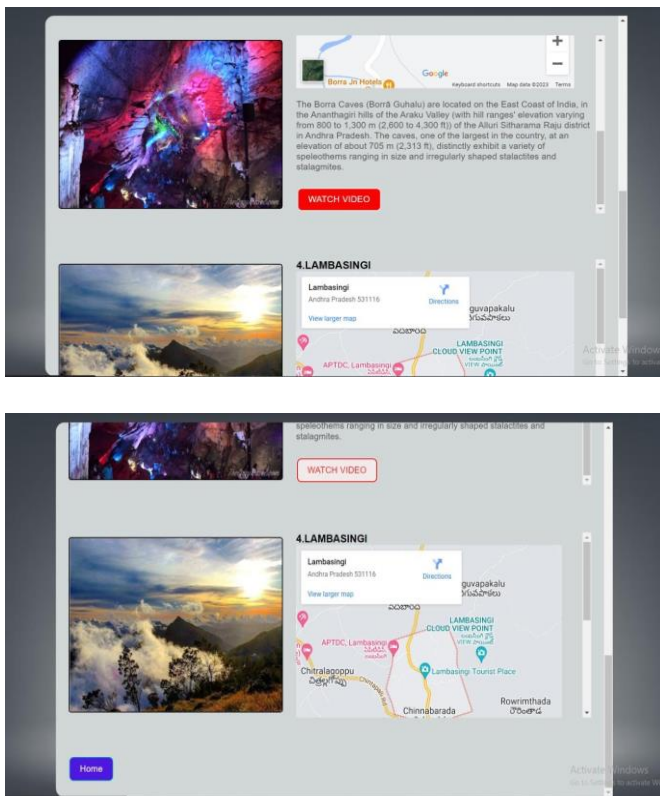 Borra Jn Hotels
Google
Keyboard shortcuts Map data ©2023 Terms
The Borra Caves (Borrā Guhalu) are located on the East Coast of India, in
the Ananthagiri hills of the Araku Valley (with hill ranges' elevation varying
from 800 to 1,300 m (2,600 to 4,300 ft)) of the Alluri Sitharama Raju district
in Andhra Pradesh. The caves, one of the largest in the country, at an
elevation of about 705 m (2,313 ft), distinctly exhibit a variety of
speleothems ranging in size and irregularly shaped stalactites and
stalagmites.
WATCH VIDEO
4.LAMBASINGI
Lambasingi
Andhra Pradesh 531116
Directions
View larger map
guvapakalu
LAMBASINGI
CLOUD VIEW POINT
APTDC, Lambasingi
Activate Windows
speleothems ranging in size and irregularly shaped stalactites and
stalagmites.
WATCH VIDEO
4.LAMBASINGI
Lambasingi
Andhra Pradesh 531116
Directions
View larger map
guvapakalu
LAMBASINGI
CLOUD VIEW POINT
APTDC, Lambasingi
Lambasingi Tourist Place
Chitralagoppu
Rowrimthada
Chinnabarada
Home
Activate Windows